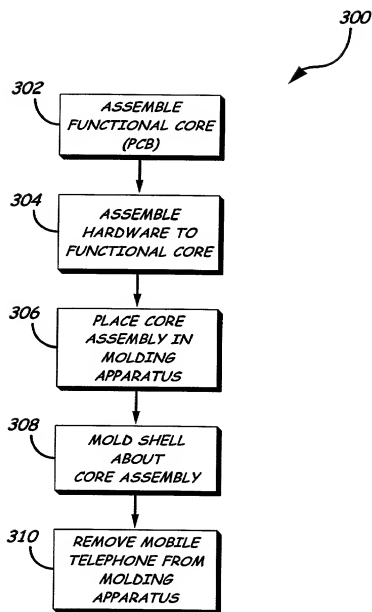 300
302
ASSEMBLE
FUNCTIONAL CORE
(PCB)
304
ASSEMBLE
HARDWARE TO
FUNCTIONAL CORE
306
PLACE CORE
ASSEMBLY IN
MOLDING
APPARATUS
308
MOLD SHELL
ABOUT
CORE ASSEMBLY
310
REMOVE MOBILE
TELEPHONE FROM
MOLDING
APPARATUS